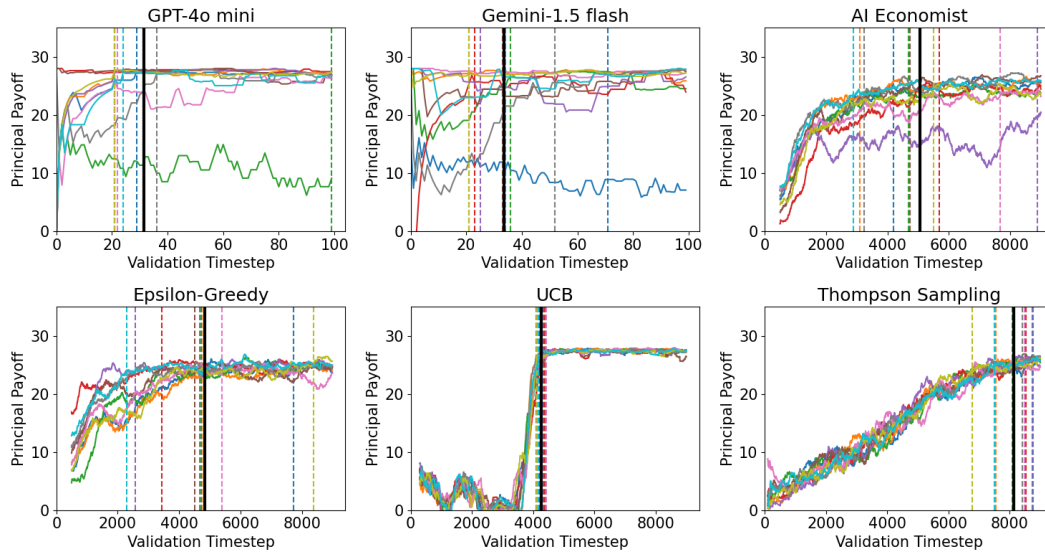 GPT-4o mini
Principal Payoff
30
20
10
0
0 20 40 60 80 100
Validation Timestep
Gemini-1.5 flash
Principal Payoff
30
20
10
0
0 20 40 60 80 100
Validation Timestep
AI Economist
Principal Payoff
30
20
10
0
0 2000 4000 6000 8000
Validation Timestep
Epsilon-Greedy
Principal Payoff
30
20
10
0
0 2000 4000 6000 8000
Validation Timestep
UCB
Principal Payoff
30
20
10
0
0 2000 4000 6000 8000
Validation Timestep
Thompson Sampling
Principal Payoff
30
20
10
0
0 2000 4000 6000 8000
Validation Timestep